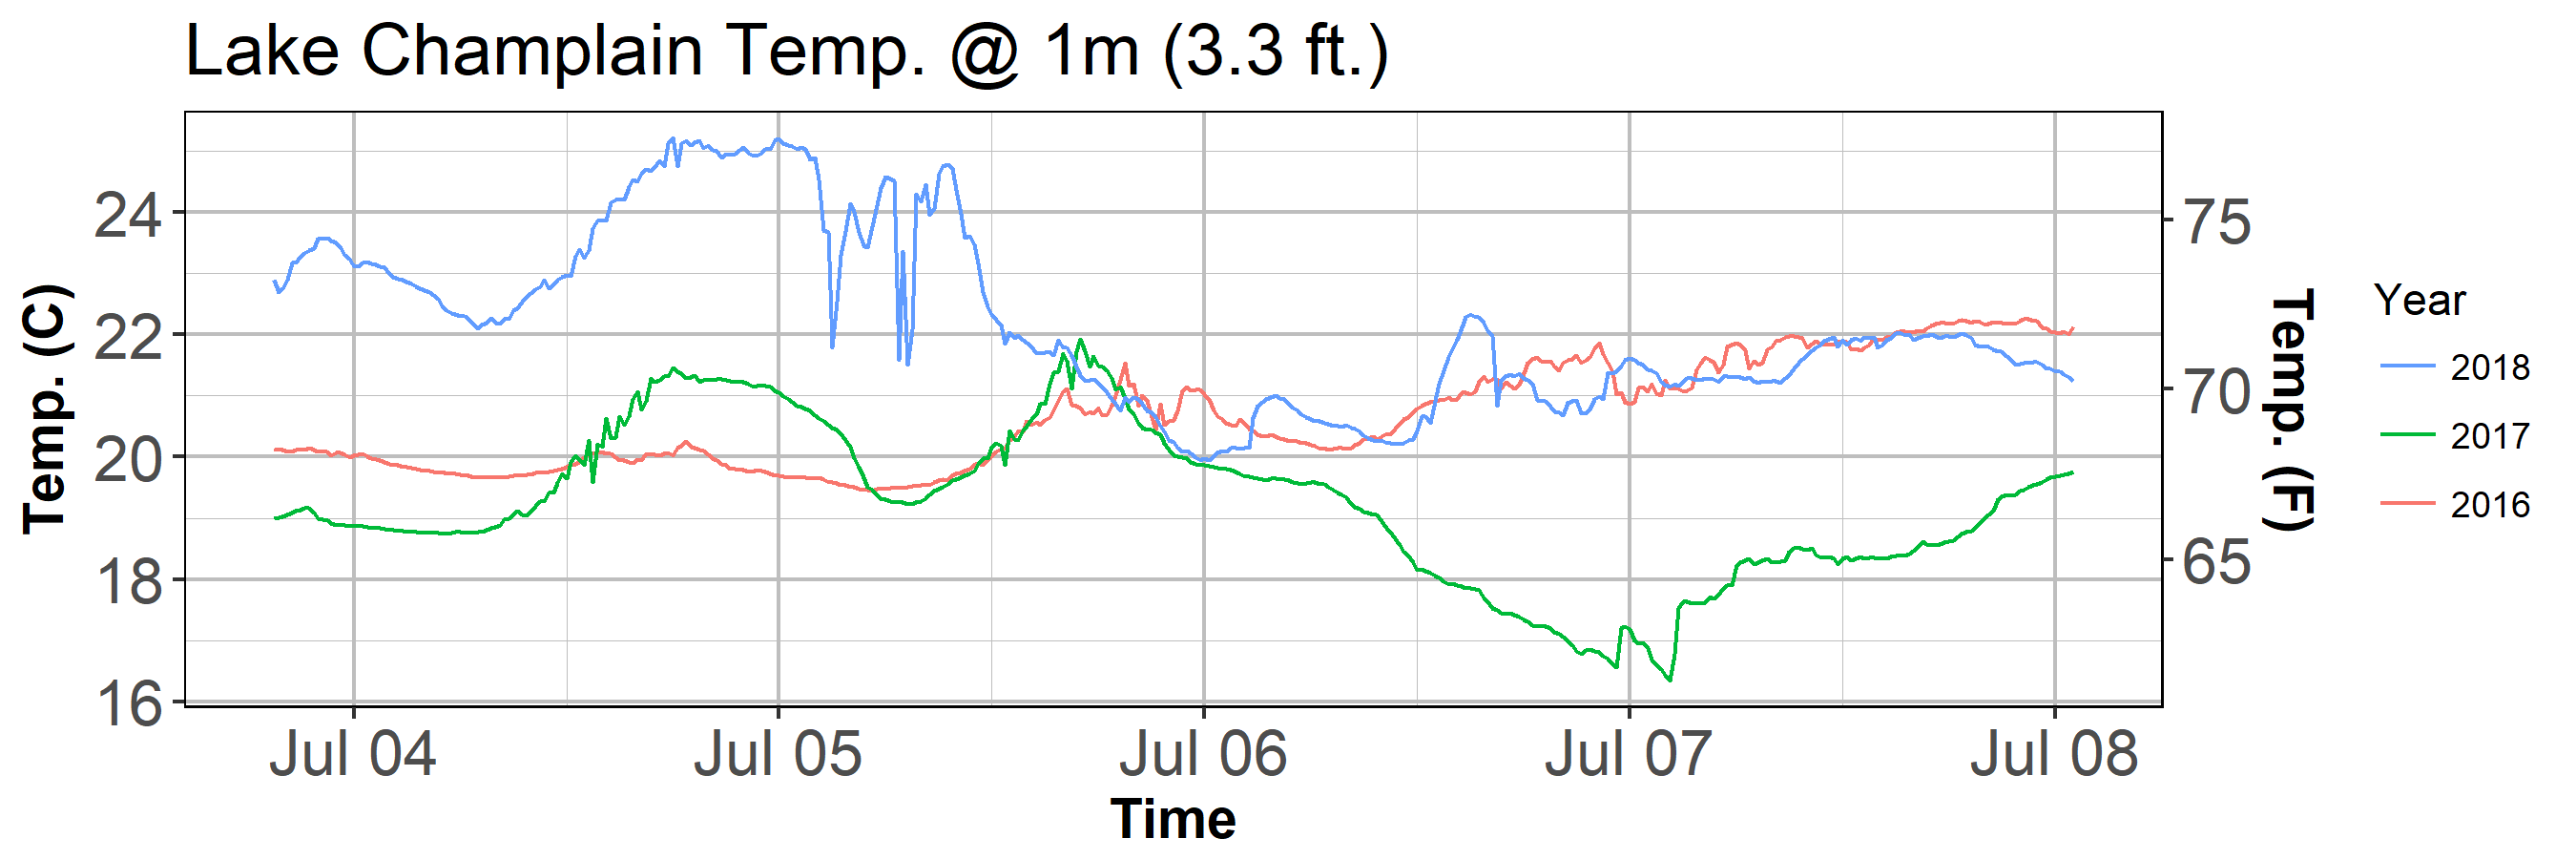 Lake Champlain Temp. @ 1m (3.3 ft.)
Temp. (C)
24
22
20
18
16
75
70
65
Temp. (F)
Jul 04
Jul 05
Jul 06
Jul 07
Jul 08
Time
Year
2018
2017
2016